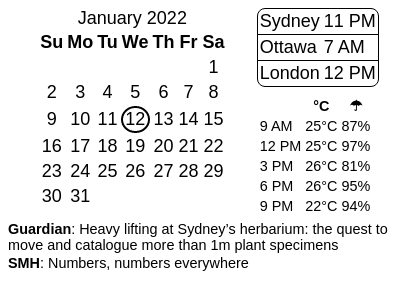 January 2022
Su Mo Tu We Th Fr Sa
1
2 3 4 5 6 7 8
9 10 11 12 13 14 15
16 17 18 19 20 21 22
23 24 25 26 27 28 29
30 31
Sydney 11 PM
Ottawa 7 AM
London 12 PM
°C ☂
9 AM 25°C 87%
12 PM 25°C 97%
3 PM 26°C 81%
6 PM 26°C 95%
9 PM 22°C 94%
Guardian: Heavy lifting at Sydney’s herbarium: the quest to
move and catalogue more than 1m plant specimens
SMH: Numbers, numbers everywhere